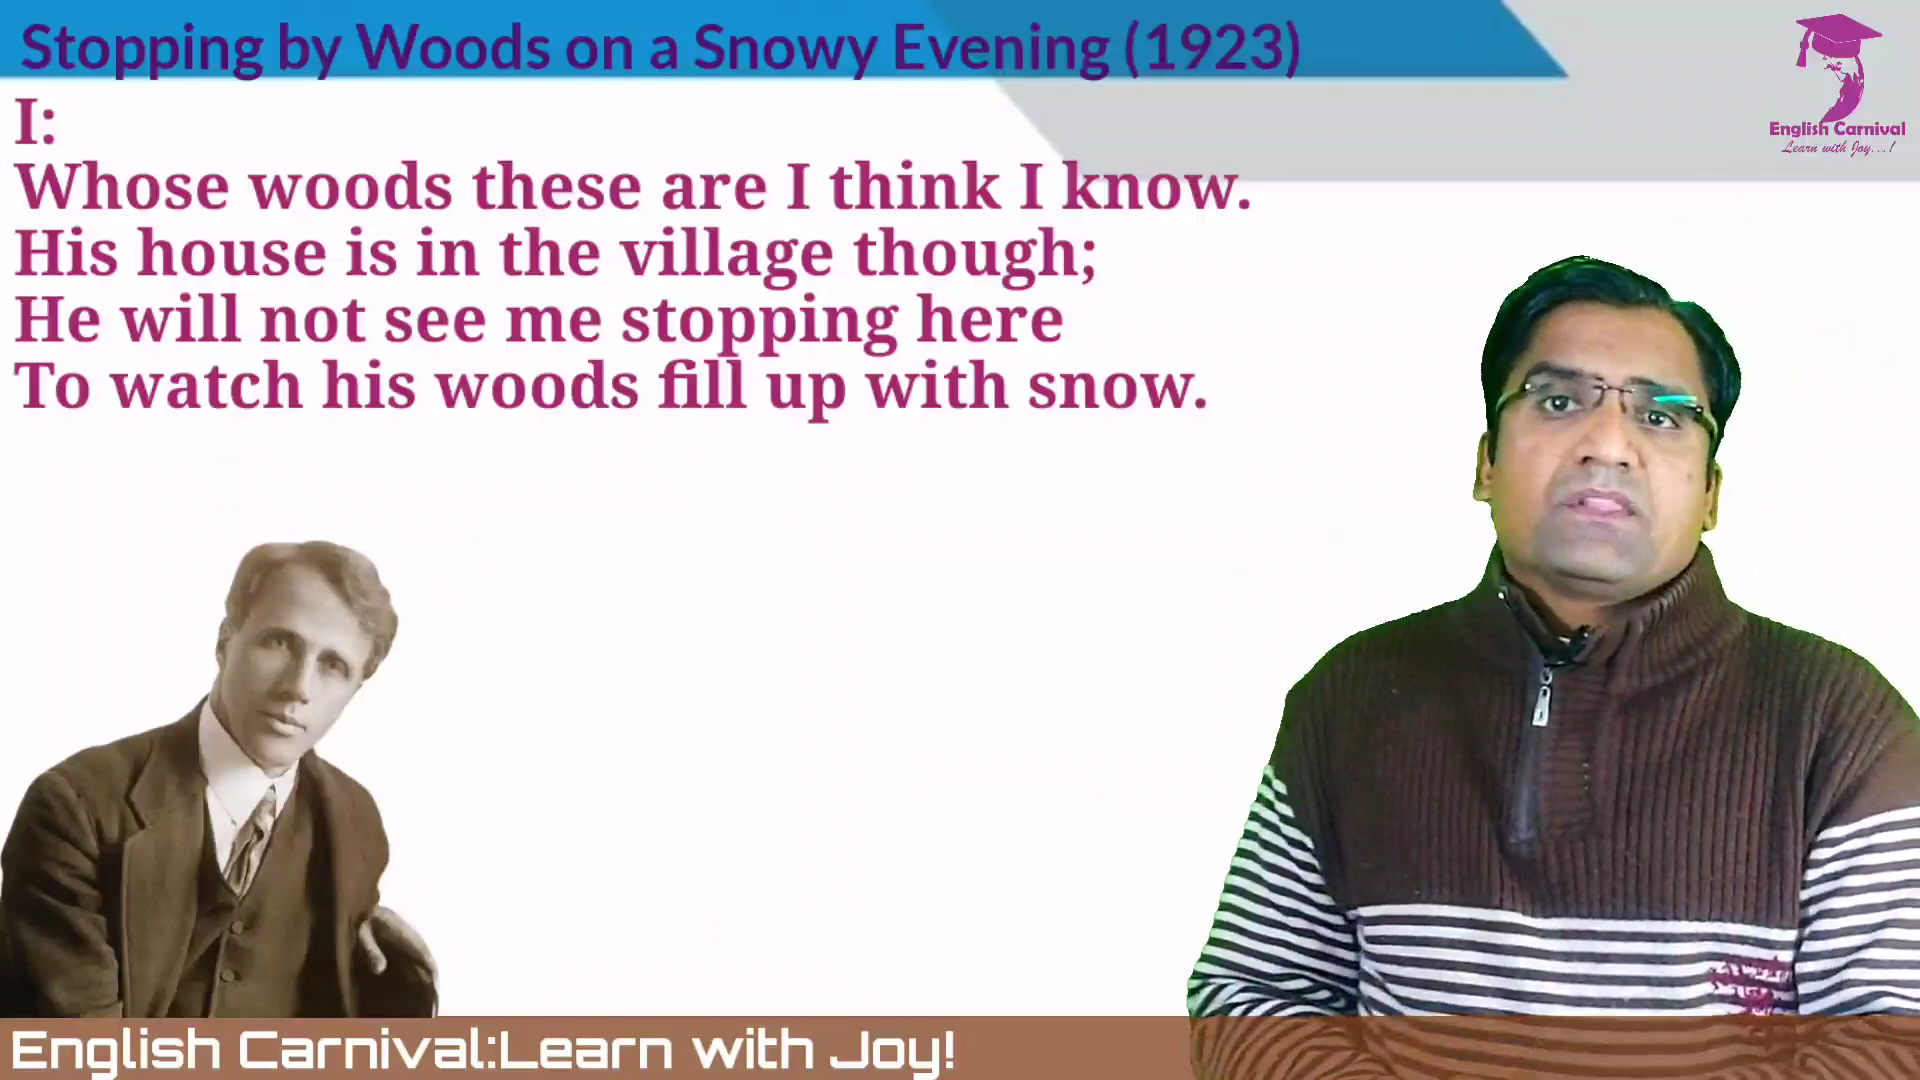 Stopping by Woods on a Snowy Evening (1923)
English Carnival
Learn with Joy...!
I:
Whose woods these are I think I know.
His house is in the village though;
He will not see me stopping here
To watch his woods fill up with snow.
English Carnival:Learn with Joy!